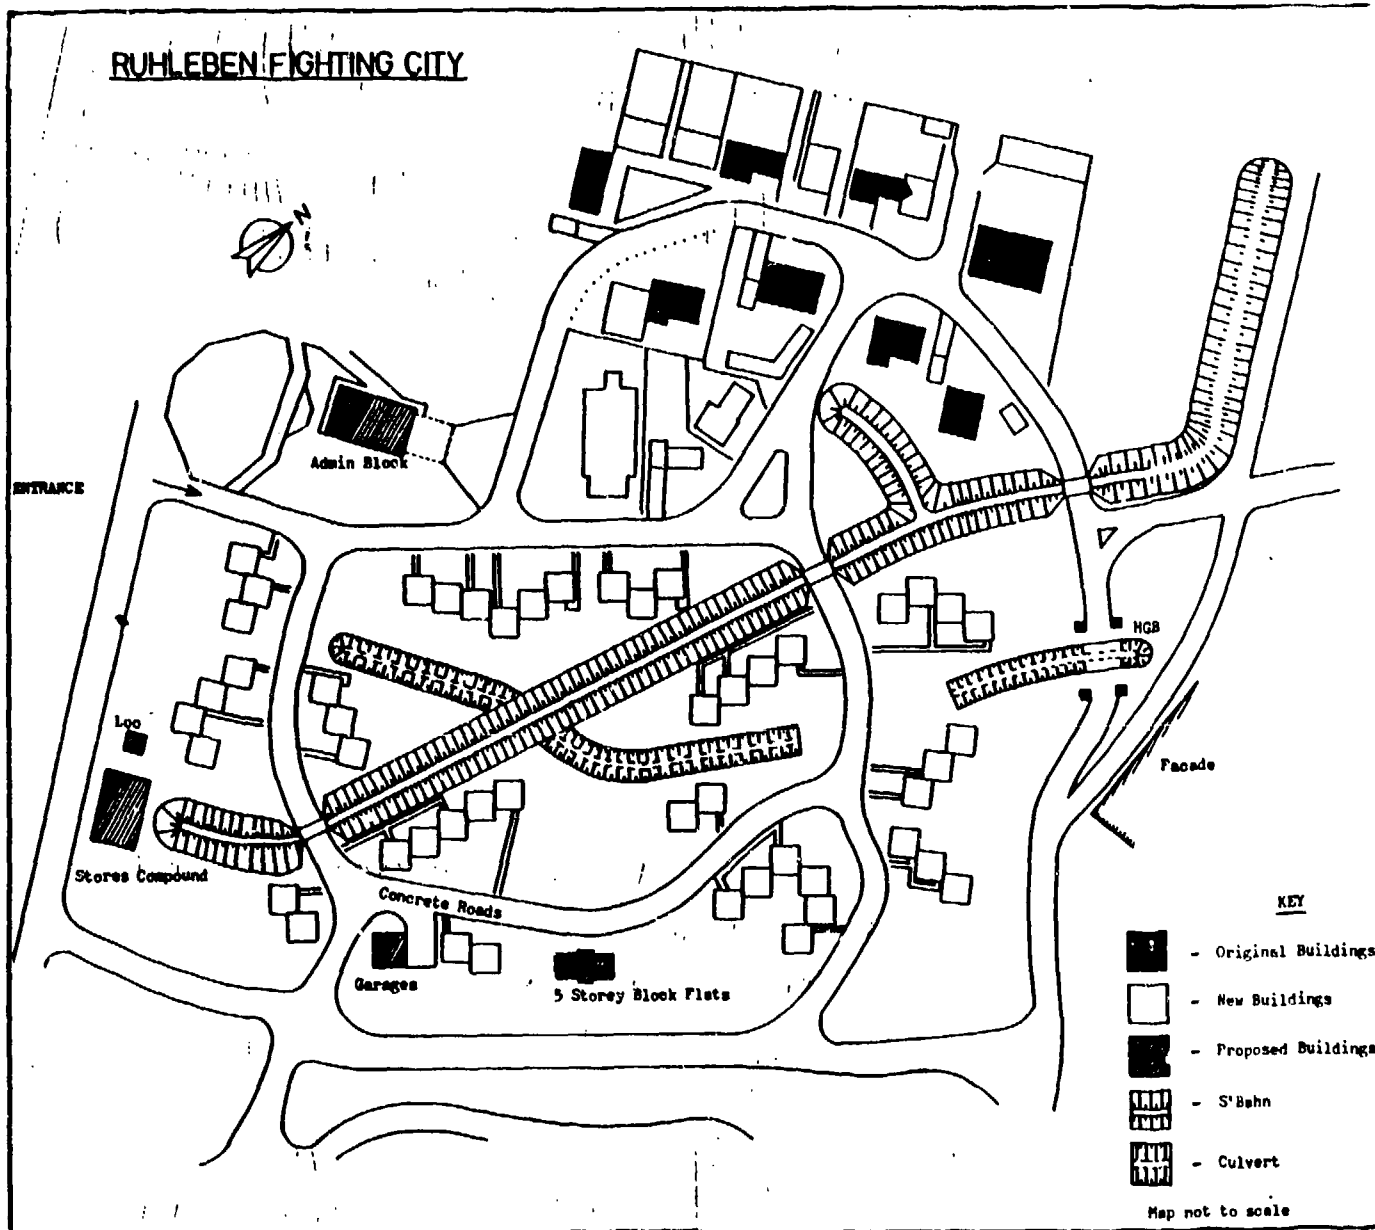 RUHLEBEN FIGHTING CITY
N
Admin Block
ENTRANCE
HGB
Loo
Facade
Stores Compound
Concrete Roads
Garages
5 Storey Block Flats
KEY
- Original Buildings
- New Buildings
- Proposed Buildings
- S'Bahn
- Culvert
Map not to scale